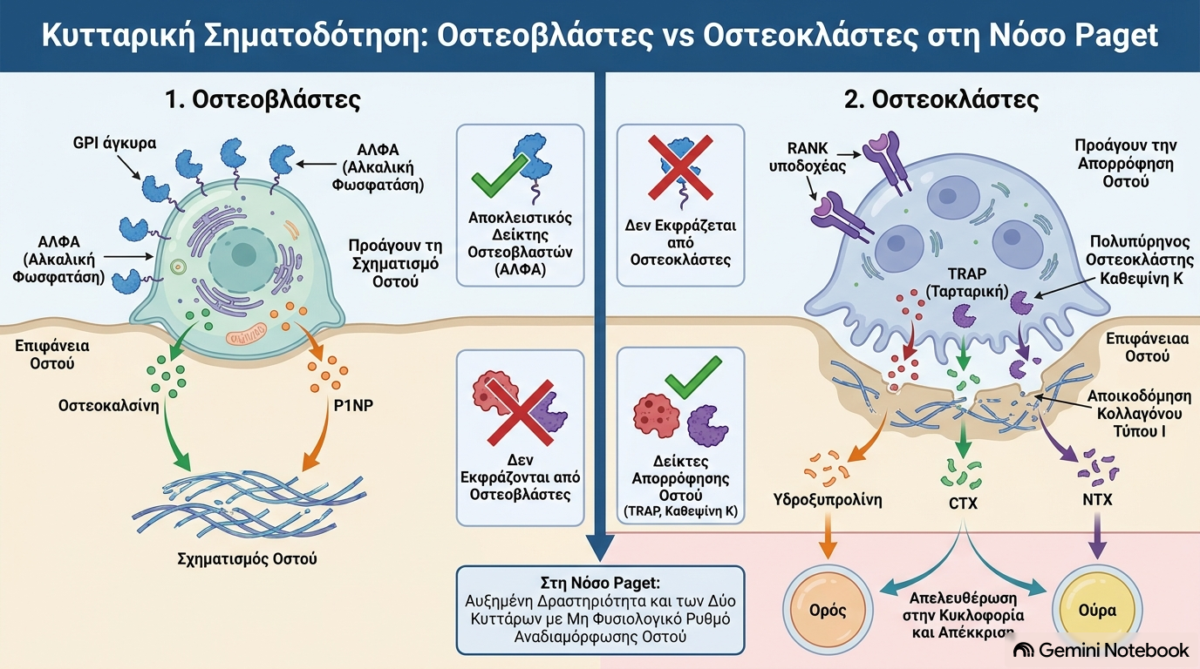 Κυτταρική Σηματοδότηση: Οστεοβλάστες vs Οστεοκλάστες στη Νόσο Paget
1. Οστεοβλάστες
GPI άγκυρα
ΑΛΦΑ
(Αλκαλική
Φωσφατάση)
ΑΛΦΑ
(Αλκαλική
Φωσφατάση)
Προάγουν τη
Σχηματισμό
Οστού
Επιφάνεια
Οστού
Οστεοκαλσίνη
P1NP
Σχηματισμός Οστού
Αποκλειστικός
Δείκτης
Οστεοβλαστών
(ΑΛΦΑ)
Δεν
Εκφράζονται από
Οστεοβλάστες
Δεν Εκφράζεται
από
Οστεοκλάστες
Δείκτες
Απορρόφησης
Οστού
(TRAP, Καθεψίνη Κ)
Στη Νόσο Paget:
Αυξημένη Δραστηριότητα και των Δύο
Κυττάρων με Μη Φυσιολογικό Ρυθμό
Αναδιαμόρφωσης Οστού
2. Οστεοκλάστες
RANK
υποδοχέας
Προάγουν την
Απορρόφηση
Οστού
Πολυπύρηνος
Οστεοκλάστης
Καθεψίνη Κ
TRAP
(Ταρταρική)
Επιφάνειαα
Οστού
Αποικοδόμηση
Κολλαγόνου
Τύπου Ι
Υδροξυπρολίνη
CTX
NTX
Ορός
Απελευθέρωση
στην Κυκλοφορία
και Απέκκριση
Ούρα
Gemini Notebook